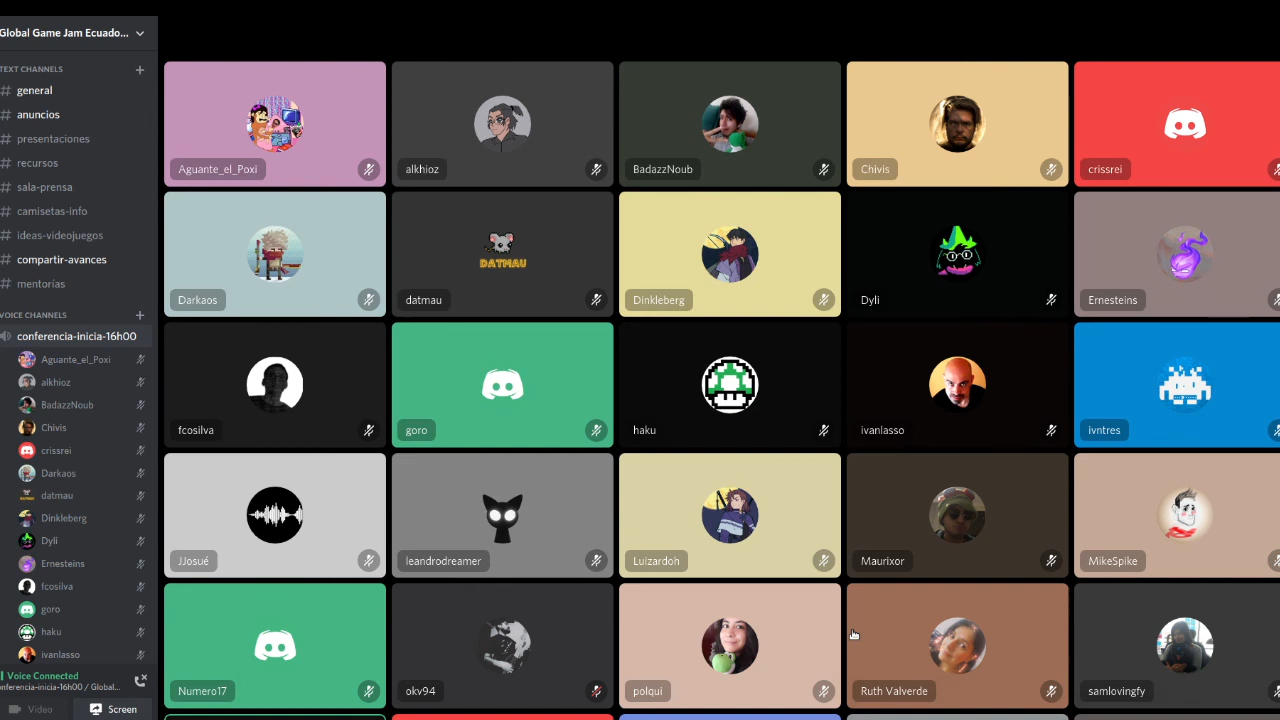 Global Game Jam Ecuado...
TEXT CHANNELS
# general
# anuncios
# presentaciones
# recursos
# sala-prensa
# camisetas-info
# ideas-videojuegos
# compartir-avances
# mentorías
VOICE CHANNELS
conferencia-inicia-16h00
Aguante_el_Poxi
alkhioz
BadazzNoub
Chivis
crissrei
Darkaos
datmau
Dinkleberg
Dyli
Ernesteins
fcosilva
goro
haku
ivanlasso
Voice Connected
onferencia-inicia-16h00 / Global...
Video
Screen
Aguante_el_Poxi
alkhioz
BadazzNoub
Chivis
crissrei
DATMAU
Darkaos
datmau
Dinkleberg
Dyli
Ernesteins
fcosilva
goro
haku
ivanlasso
ivntres
JJosué
leandrodreamer
Luizardoh
Maurixor
MikeSpike
Numero17
okv94
polqui
Ruth Valverde
samlovingfy